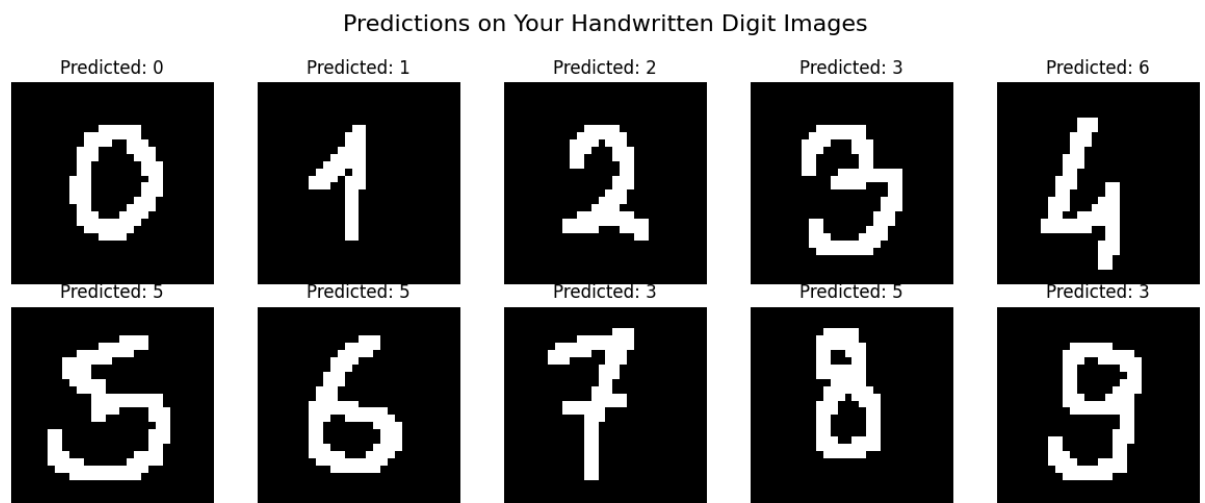 Predictions on Your Handwritten Digit Images
Predicted: 0 Predicted: 1 Predicted: 2 Predicted: 3 Predicted: 6
0 1 2 3 4
Predicted: 5 Predicted: 5 Predicted: 3 Predicted: 5 Predicted: 3
5 6 7 8 9